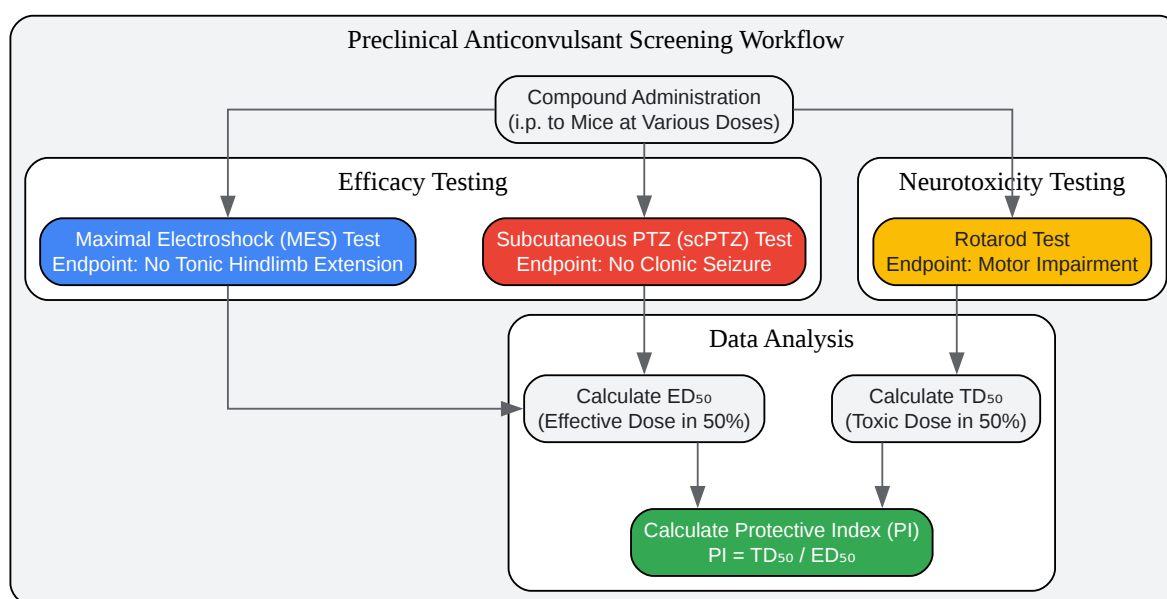 Preclinical Anticonvulsant Screening Workflow
Compound Administration
(i.p. to Mice at Various Doses)
Efficacy Testing
Neurotoxicity Testing
Maximal Electroshock (MES) Test
Endpoint: No Tonic Hindlimb Extension
Subcutaneous PTZ (scPTZ) Test
Endpoint: No Clonic Seizure
Rotarod Test
Endpoint: Motor Impairment
Data Analysis
Calculate ED₅₀
(Effective Dose in 50%)
Calculate TD₅₀
(Toxic Dose in 50%)
Calculate Protective Index (PI)
PI = TD₅₀ / ED₅₀